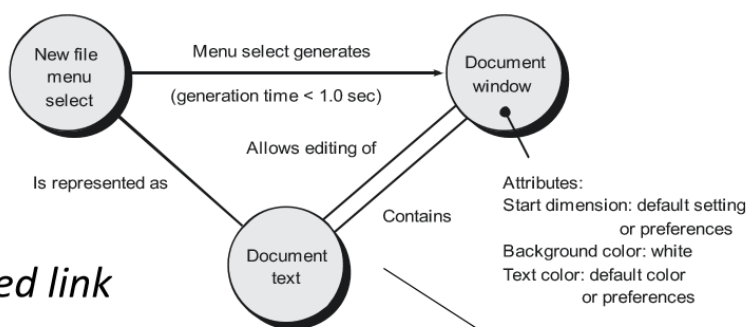 New file
menu
select
Menu select generates
(generation time < 1.0 sec)
Document
window
Allows editing of
Is represented as
Contains
Document
text
Attributes:
Start dimension: default setting
or preferences
Background color: white
Text color: default color
or preferences
ed link